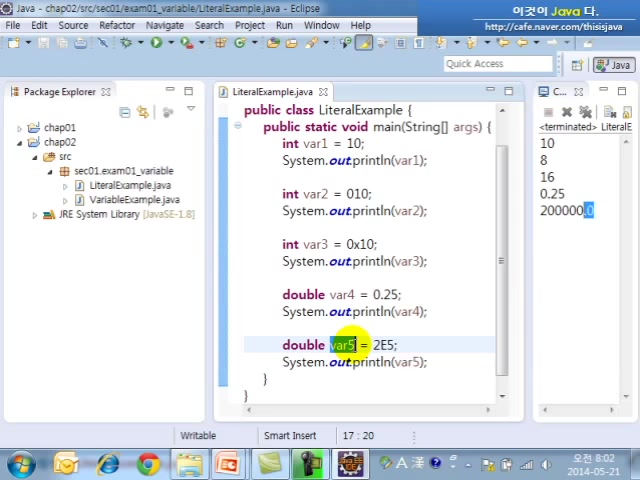 Java - chap02/src/sec01/exam01_variable/LiteralExample.java - Eclipse
이것이 Java 다.
http://cafe.naver.com/thisisjava
File Edit Source Refactor Navigate Search Project Run Window Help
Quick Access
Java
Package Explorer
chap01
chap02
src
sec01.exam01_variable
LiteralExample.java
VariableExample.java
JRE System Library [JavaSE-1.8]
LiteralExample.java
public class LiteralExample {
public static void main(String[] args) {
int var1 = 10;
System.out.println(var1);
int var2 = 010;
System.out.println(var2);
int var3 = 0x10;
System.out.println(var3);
double var4 = 0.25;
System.out.println(var4);
double var5 = 2E5;
System.out.println(var5);
}
}
C...
<terminated> LiteralE
10
8
16
0.25
200000.0
Writable
Smart Insert
17 : 20
A 漢
오전 8:02
2014-05-21